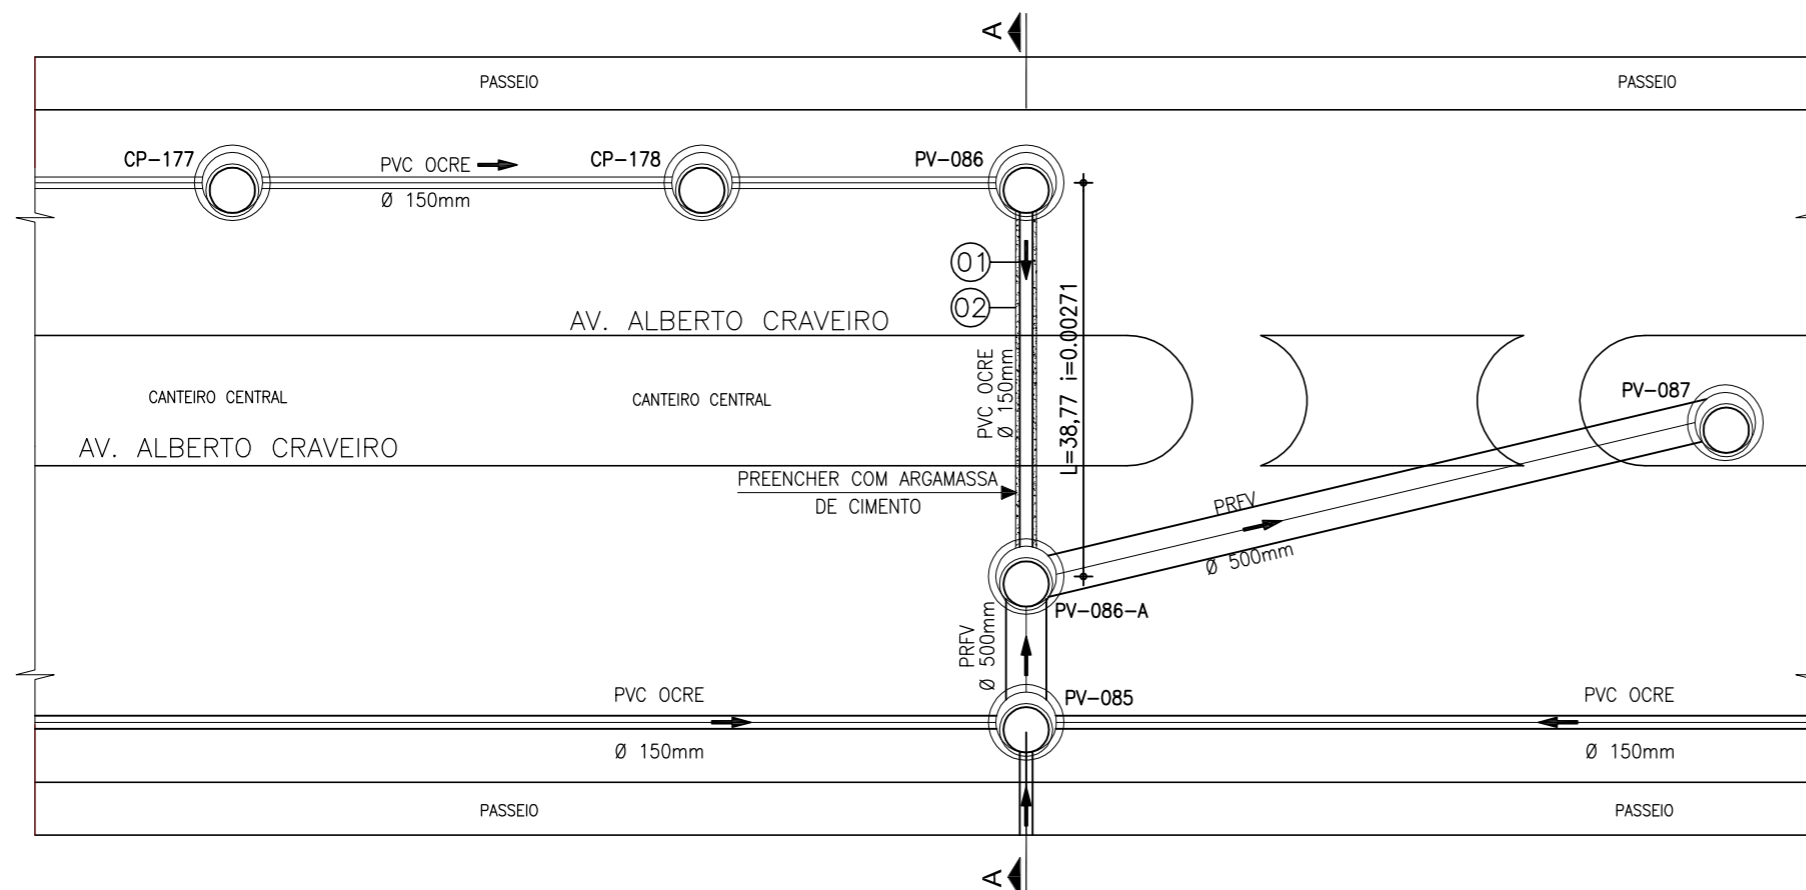 A
PASSEIO
PASSEIO
CP-177
PVC OCRE
Ø 150mm
CP-178
PV-086
01
02
L=38,77 i=0.00271
AV. ALBERTO CRAVEIRO
PVC OCRE
Ø 150mm
CANTEIRO CENTRAL
CANTEIRO CENTRAL
PV-087
AV. ALBERTO CRAVEIRO
PREENCHER COM ARGAMASSA
DE CIMENTO
PRFV
Ø 500mm
PV-086-A
PRFV
Ø 500mm
PV-085
PVC OCRE
Ø 150mm
PVC OCRE
Ø 150mm
PASSEIO
PASSEIO
A